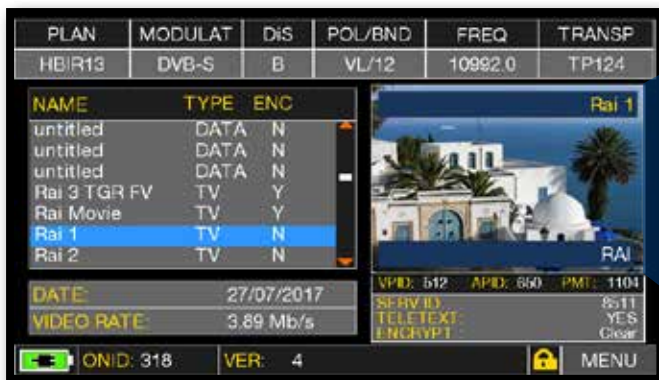 PLAN MODULAT DiS POL/BND FREQ TRANSP
HBIR13 DVB-S B VL/12 10992.0 TP124
NAME TYPE ENC
untitled DATA N
untitled DATA N
untitled DATA N
Rai 3 TGR FV TV Y
Rai Movie TV Y
Rai 1 TV N
Rai 2 TV N
DATE: 27/07/2017
VIDEO RATE: 3.89 Mb/s
Rai 1
RAI
VPID: 512 APID: 650 PMT: 1104
SERV ID: 8511
TELETEXT: YES
ENCRYPT: Clear
ONID: 318 VER: 4 MENU